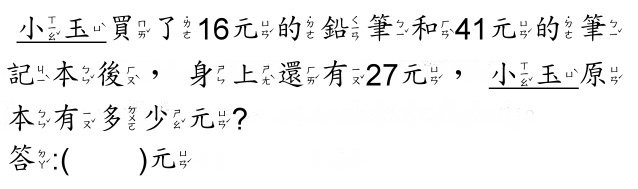 小玉買了16元的鉛筆和41元的筆
記本後，身上還有27元，小玉原
本有多少元?
答:( )元